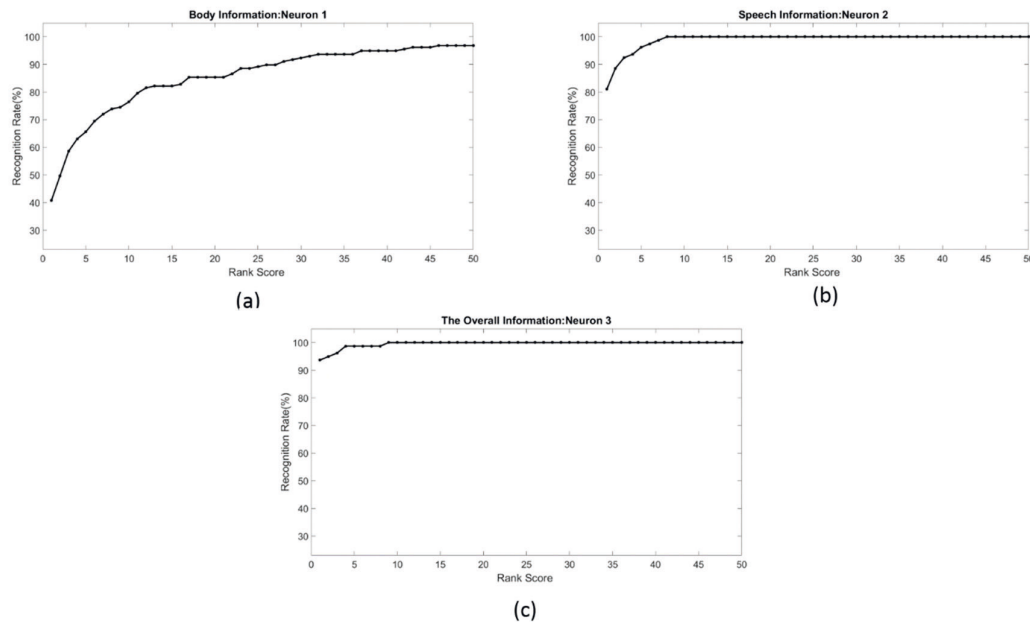 Body Information:Neuron 1
100
90
80
70
60
50
40
30
Recognition Rate(%)
0 5 10 15 20 25 30 35 40 45 50
Rank Score
(a)
Speech Information:Neuron 2
100
90
80
70
60
50
40
30
Recognition Rate(%)
0 5 10 15 20 25 30 35 40 45 50
Rank Score
(b)
The Overall Information:Neuron 3
100
90
80
70
60
50
40
30
Recognition Rate(%)
0 5 10 15 20 25 30 35 40 45 50
Rank Score
(c)